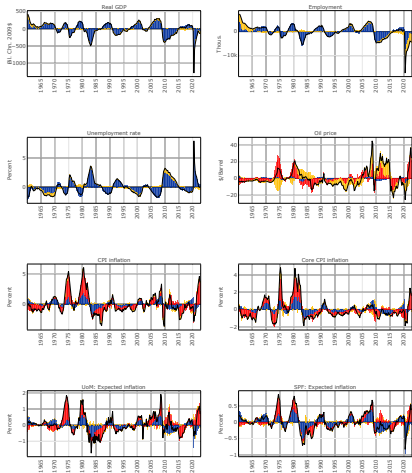 Real GDP
Bil. Chn. 2009$
500
0
−500
−1000
1965 1970 1975 1980 1985 1990 1995 2000 2005 2010 2015 2020
Employment
Thous.
0
−10k
1965 1970 1975 1980 1985 1990 1995 2000 2005 2010 2015 2020
Unemployment rate
Percent
5
0
1965 1970 1975 1980 1985 1990 1995 2000 2005 2010 2015 2020
Oil price
$/Barrel
40
20
0
−20
1965 1970 1975 1980 1985 1990 1995 2000 2005 2010 2015 2020
CPI inflation
Percent
5
0
1965 1970 1975 1980 1985 1990 1995 2000 2005 2010 2015 2020
Core CPI inflation
Percent
4
2
0
−2
1965 1970 1975 1980 1985 1990 1995 2000 2005 2010 2015 2020
UoM: Expected inflation
Percent
2
1
0
−1
1965 1970 1975 1980 1985 1990 1995 2000 2005 2010 2015 2020
SPF: Expected inflation
Percent
0.5
0
−0.5
−1
1965 1970 1975 1980 1985 1990 1995 2000 2005 2010 2015 2020